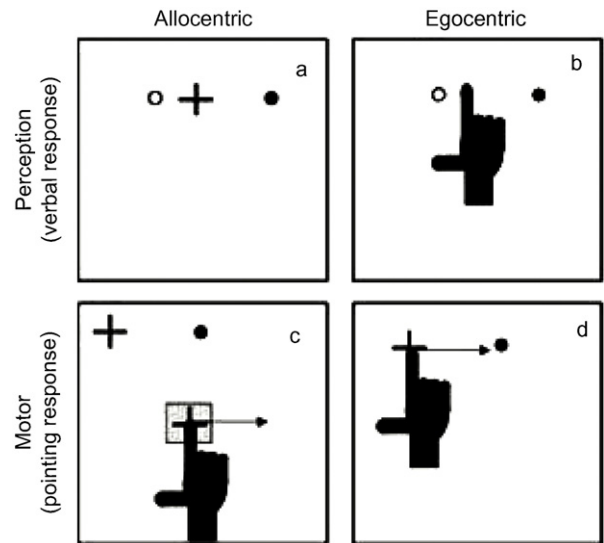 Allocentric
Egocentric
Perception
(verbal response)
a
b
Motor
(pointing response)
c
d